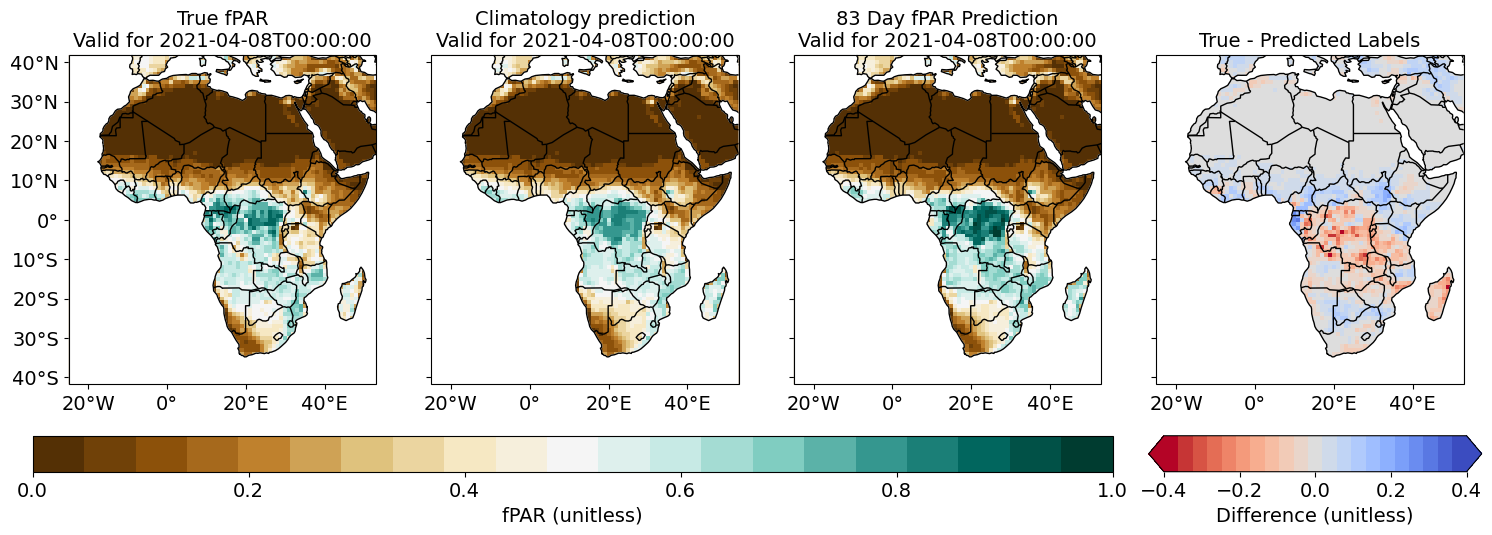 True fPAR
Valid for 2021-04-08T00:00:00
Climatology prediction
Valid for 2021-04-08T00:00:00
83 Day fPAR Prediction
Valid for 2021-04-08T00:00:00
True - Predicted Labels
40°N
30°N
20°N
10°N
0°
10°S
20°S
30°S
40°S
20°W 0° 20°E 40°E
20°W 0° 20°E 40°E
20°W 0° 20°E 40°E
20°W 0° 20°E 40°E
0.0 0.2 0.4 0.6 0.8 1.0
fPAR (unitless)
−0.4 −0.2 0.0 0.2 0.4
Difference (unitless)